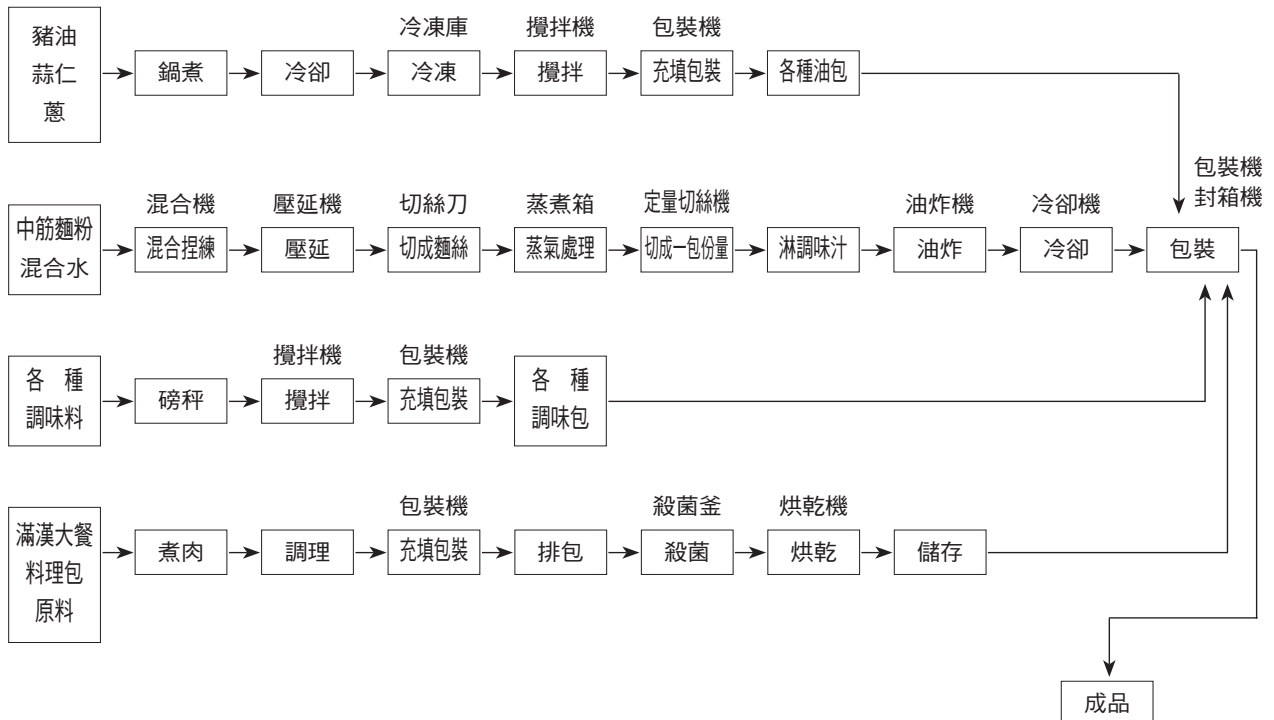 豬油
蒜仁
蔥
鍋煮
冷卻
冷凍庫
冷凍
攪拌機
攪拌
包裝機
充填包裝
各種油包
中筋麵粉
混合水
混合機
混合捏練
壓延機
壓延
切絲刀
切成麵絲
蒸煮箱
蒸氣處理
定量切絲機
切成一包份量
淋調味汁
油炸機
油炸
冷卻機
冷卻
包裝機
封箱機
包裝
各 種
調味料
磅秤
攪拌機
攪拌
包裝機
充填包裝
各 種
調味包
滿漢大餐
料理包
原料
煮肉
調理
包裝機
充填包裝
排包
殺菌釜
殺菌
烘乾機
烘乾
儲存
成品